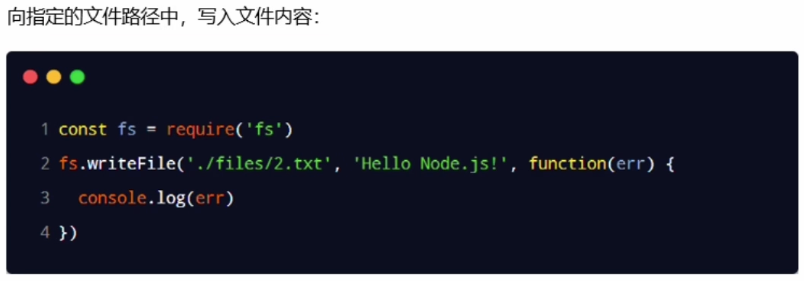 向指定的文件路径中，写入文件内容：
1 const fs = require('fs')
2 fs.writeFile('./files/2.txt', 'Hello Node.js!', function(err) {
3   console.log(err)
4 })